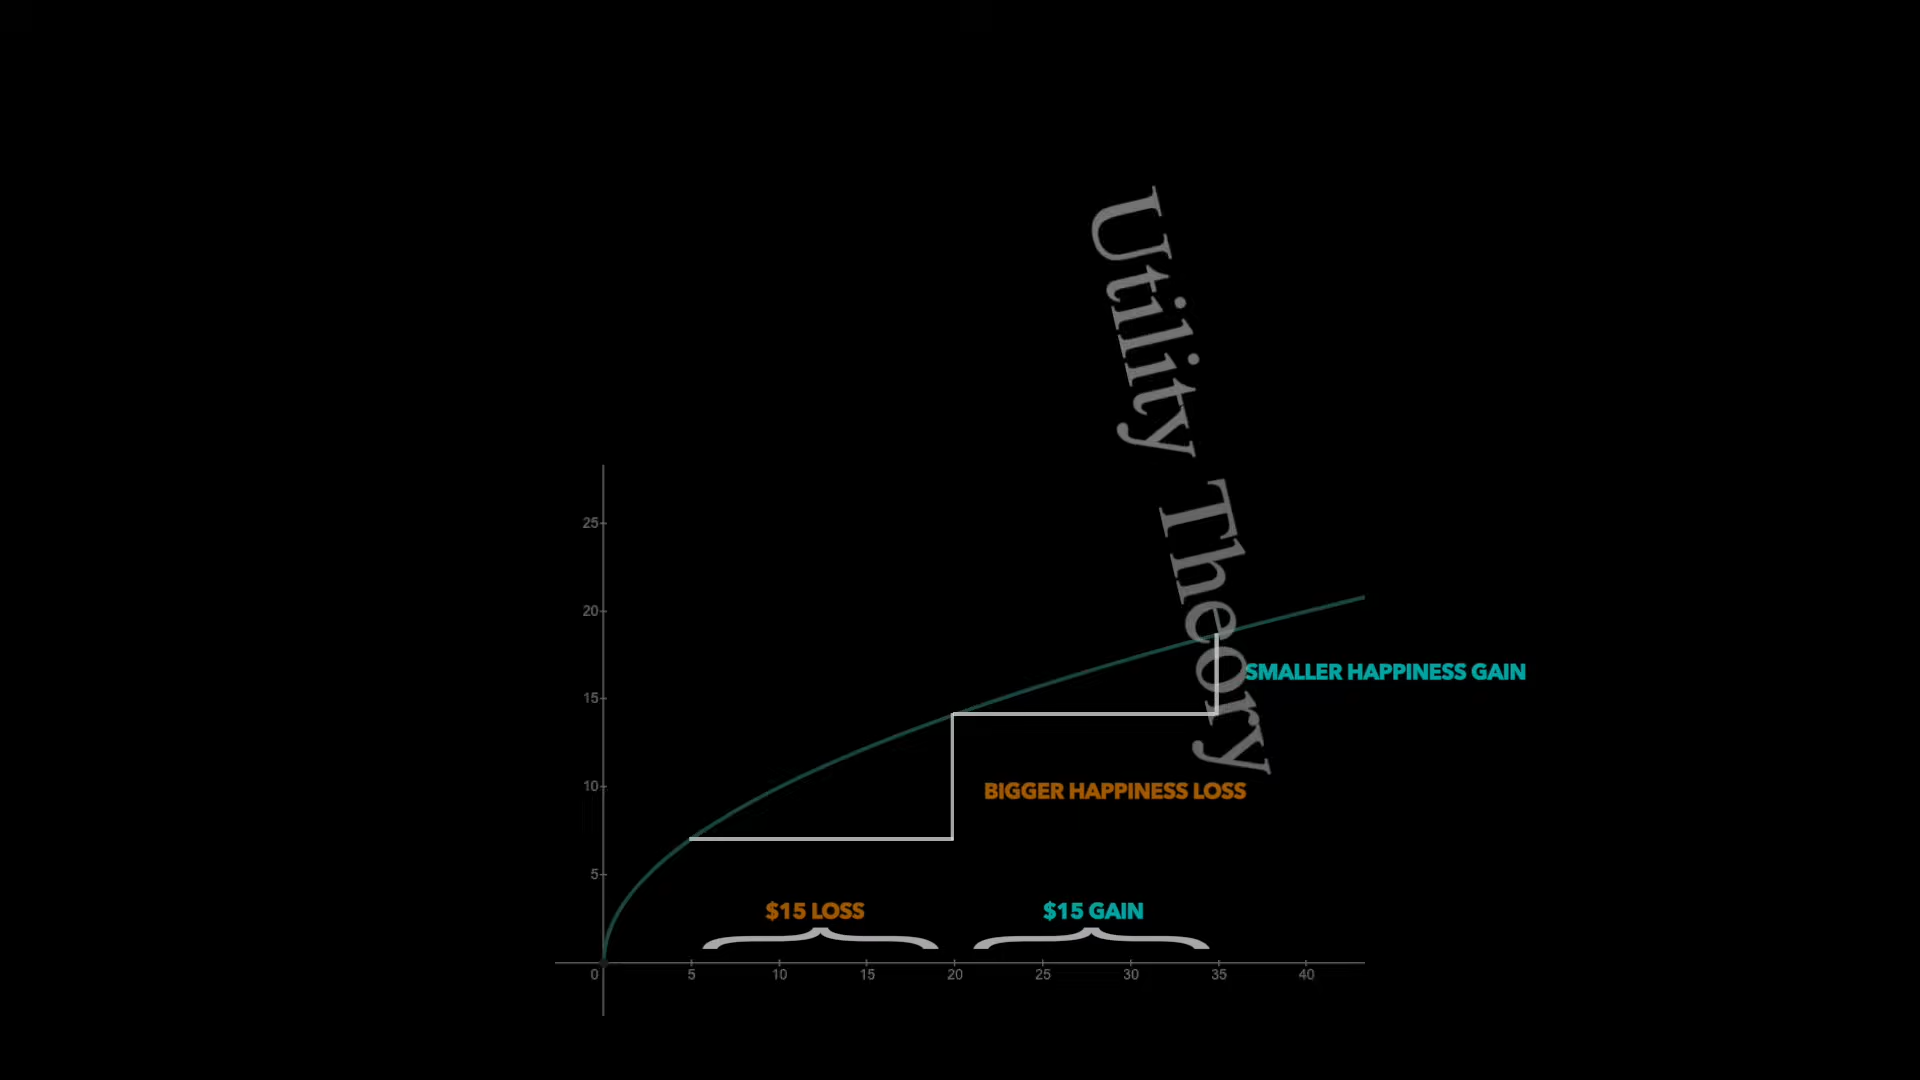 Utility Theory
25
20
SMALLER HAPPINESS GAIN
15
10
BIGGER HAPPINESS LOSS
5
$15 LOSS $15 GAIN
0 5 10 15 20 25 30 35 40